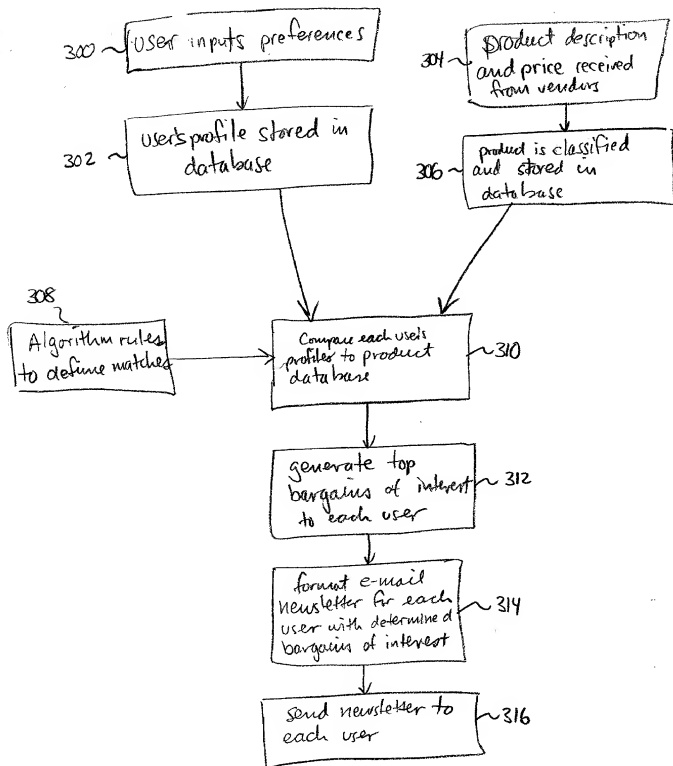 300
user inputs preferences
302
user's profile stored in
database
304
product description
and price received
from vendors
306
product is classified
and stored in
database
308
Algorithm rules
to define matches
Compare each user's
profiles to product
database
310
generate top
bargains of interest
to each user
312
format e-mail
newsletter for each
user with determined
bargains of interest
314
send newsletter to
each user
316